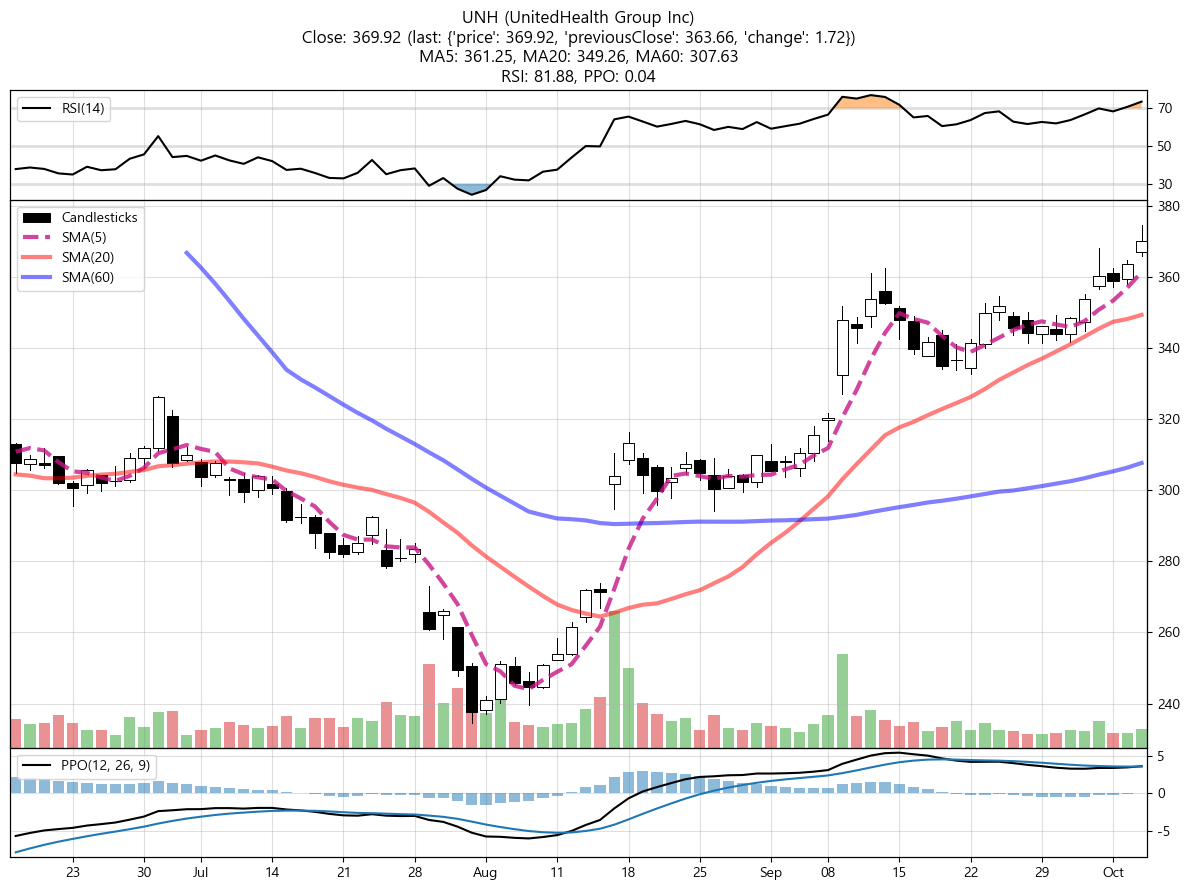 UNH (UnitedHealth Group Inc)
Close: 369.92 (last: {'price': 369.92, 'previousClose': 363.66, 'change': 1.72})
MA5: 361.25, MA20: 349.26, MA60: 307.63
RSI: 81.88, PPO: 0.04
RSI(14)
70
50
30
Candlesticks
SMA(5)
SMA(20)
SMA(60)
380
360
340
320
300
280
260
240
PPO(12, 26, 9)
5
0
-5
23 30 Jul 14 21 28 Aug 11 18 25 Sep 08 15 22 29 Oct